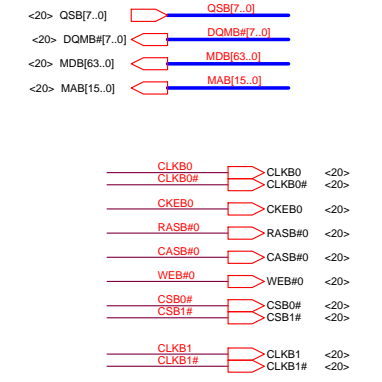 <20> QSB[7..0] QSB[7..0]
<20> DQMB#[7..0] DQMB#[7..0]
<20> MDB[63..0] MDB[63..0]
<20> MAB[15..0] MAB[15..0]
CLKB0 CLKB0 <20>
CLKB0# CLKB0# <20>
CKEB0 CKEB0 <20>
RASB#0 RASB#0 <20>
CASB#0 CASB#0 <20>
WEB#0 WEB#0 <20>
CSB0# CSB0# <20>
CSB1# CSB1# <20>
CLKB1 CLKB1 <20>
CLKB1# CLKB1# <20>